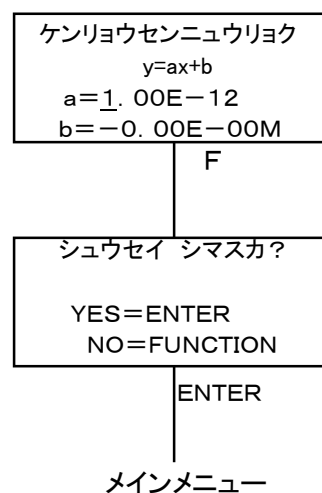 ケンリョウセンニュウリョク
y=ax+b
a＝1．00E－12
b＝－0．00E－00M
F
シュウセイ シマスカ？
YES＝ENTER
NO＝FUNCTION
ENTER
メインメニュー